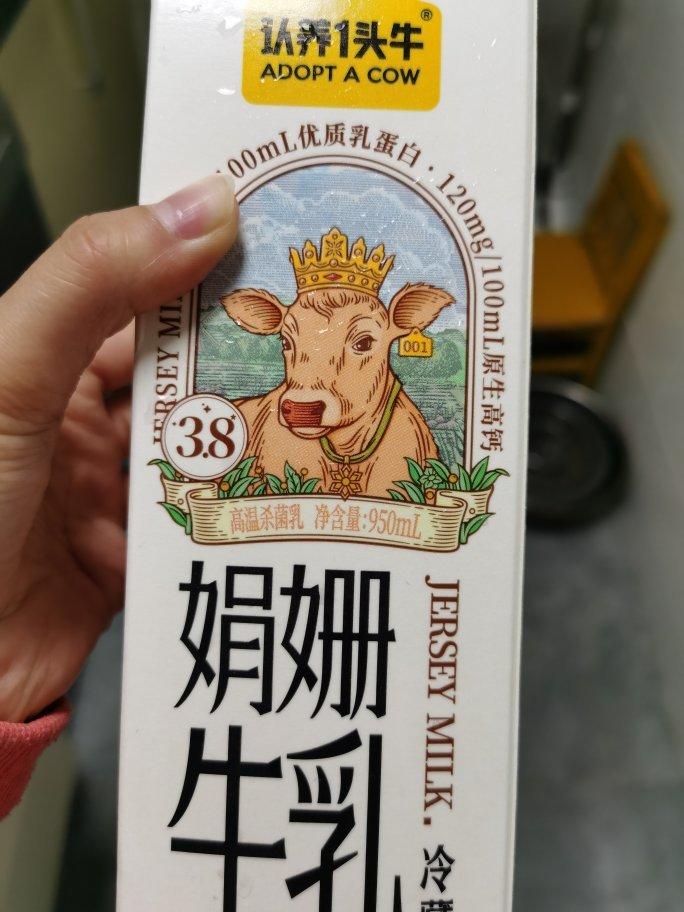 认养1头牛®
ADOPT A COW
00mL优质乳蛋白·120mg/100mL原生高钙
JERSEY MI
001
3.8
高温杀菌乳 净含量:950mL
娟姗
牛乳
JERSEY MILK.
冷藏